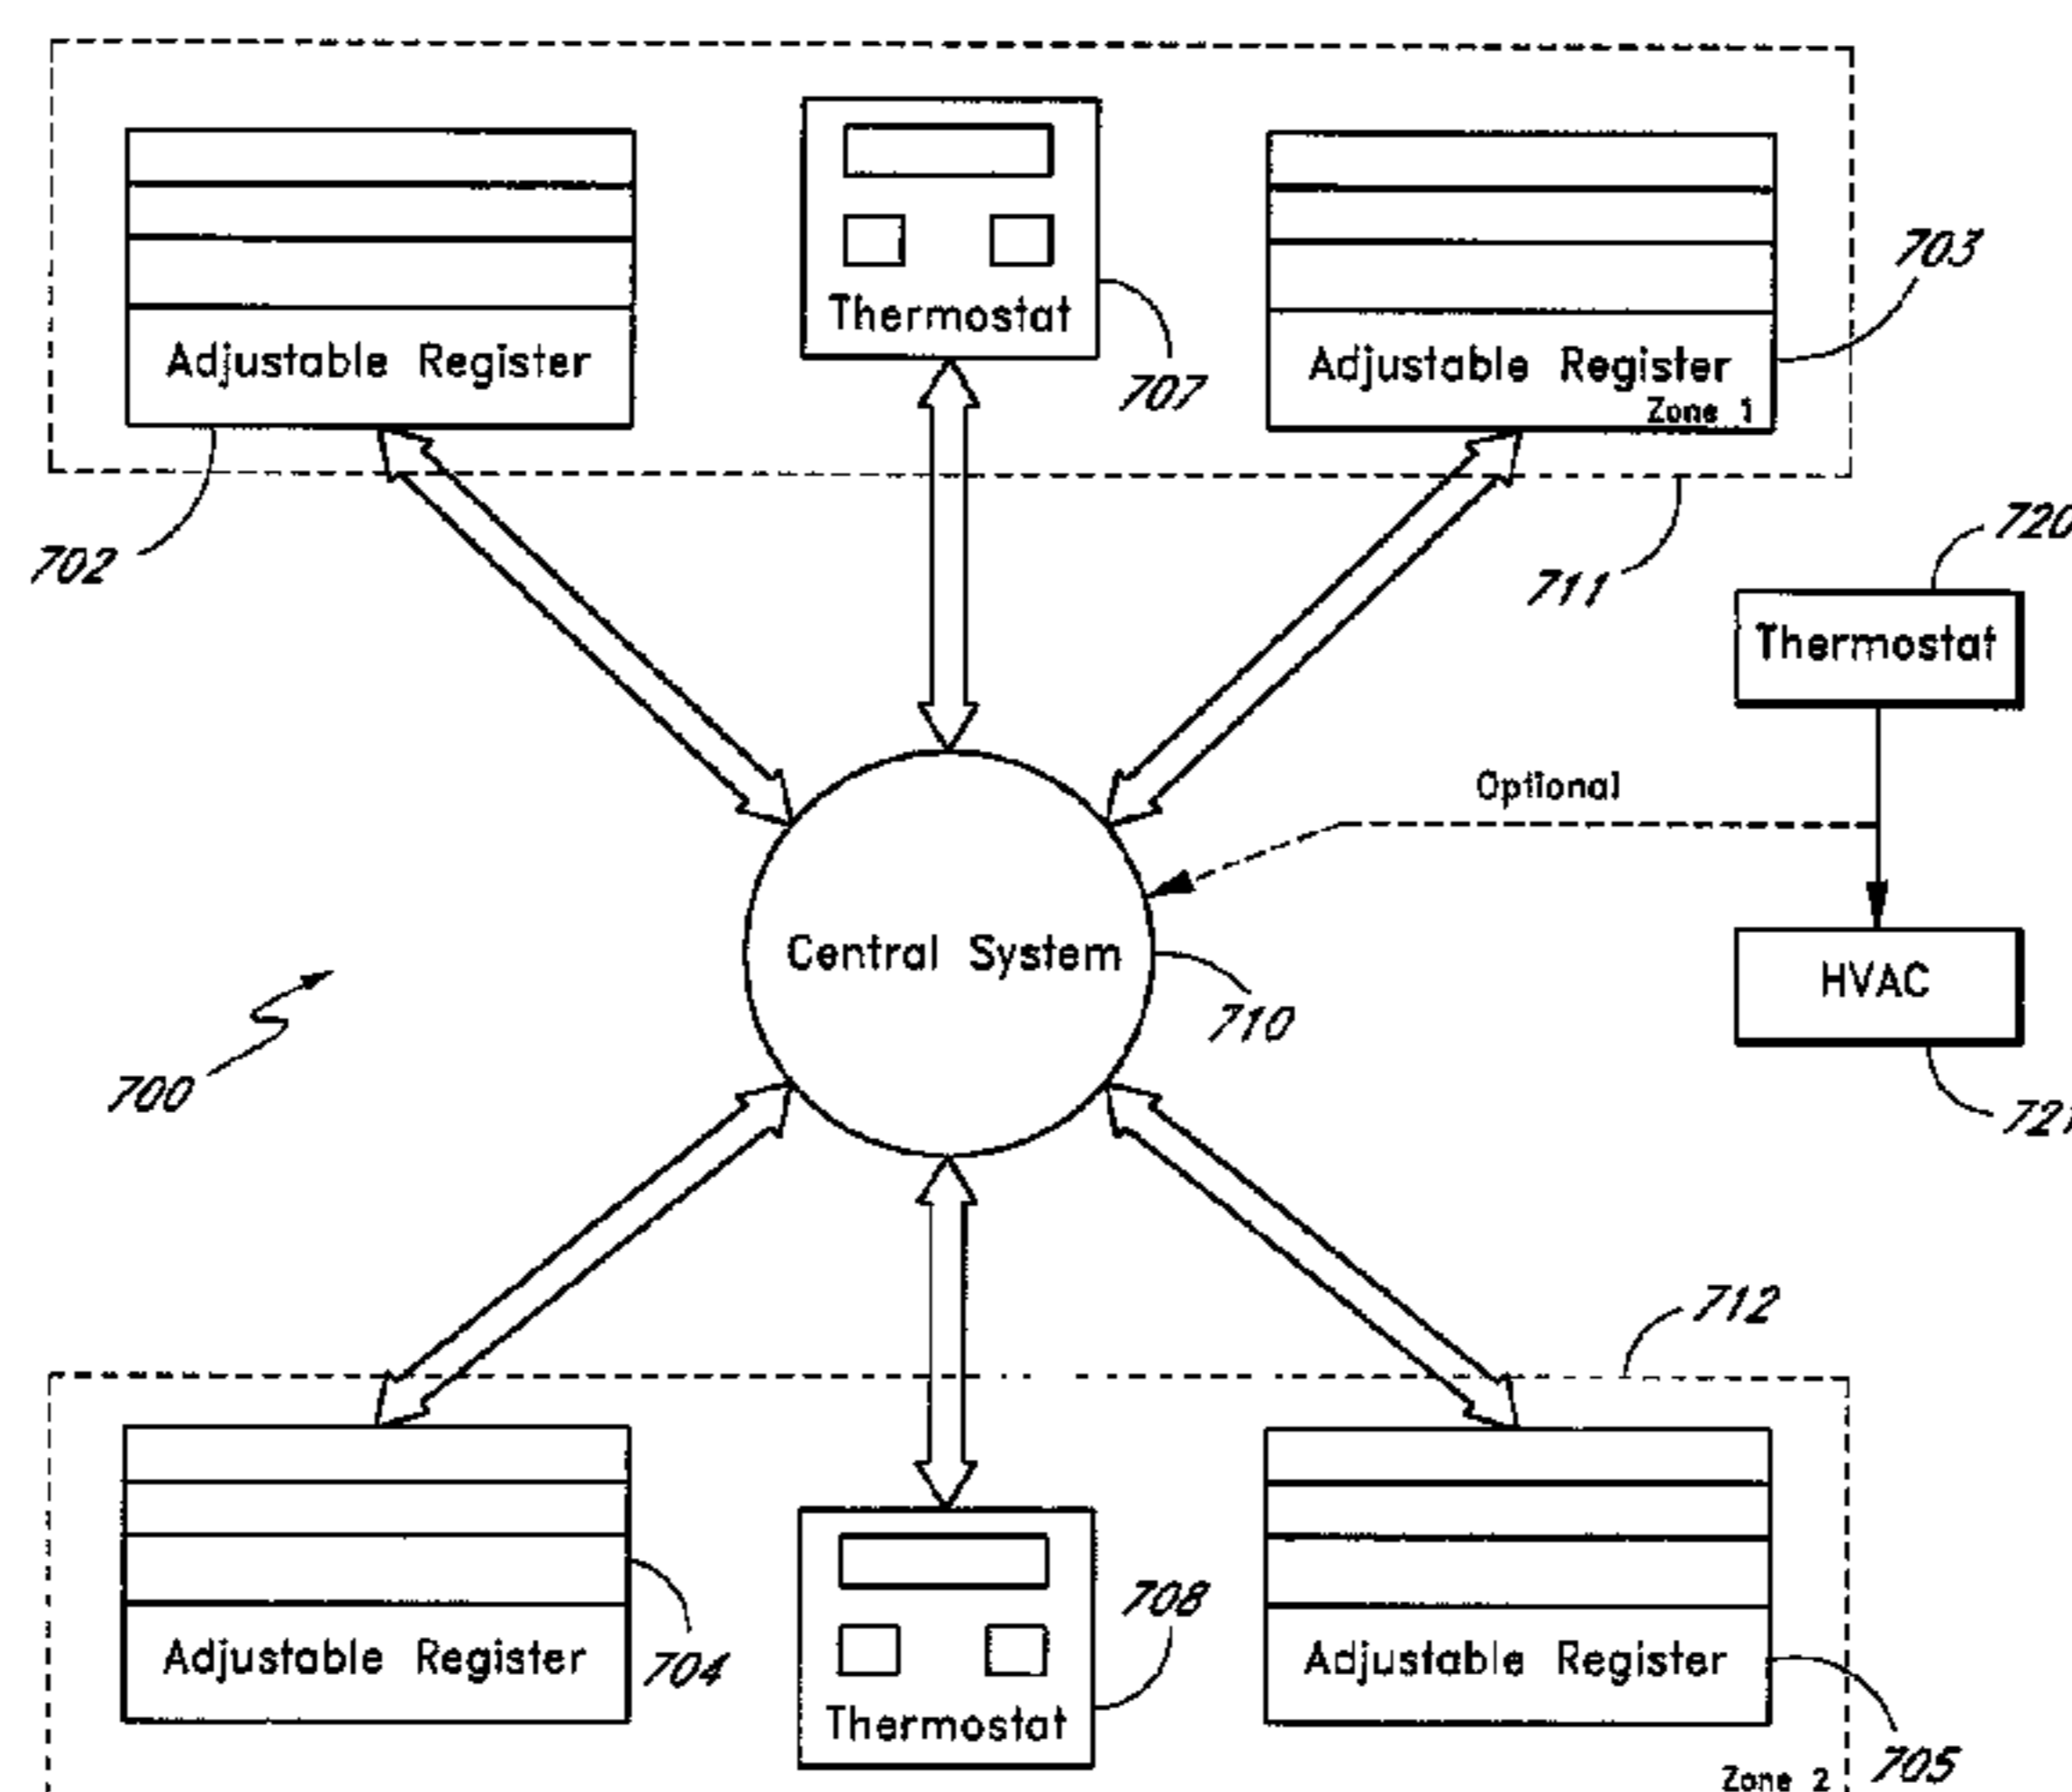 Adjustable Register
Thermostat
Adjustable Register
Zone 1
703
707
702
711
720
Thermostat
Optional
Central System
710
HVAC
700
721
712
Adjustable Register
704
Thermostat
708
Adjustable Register
705
Zone 2